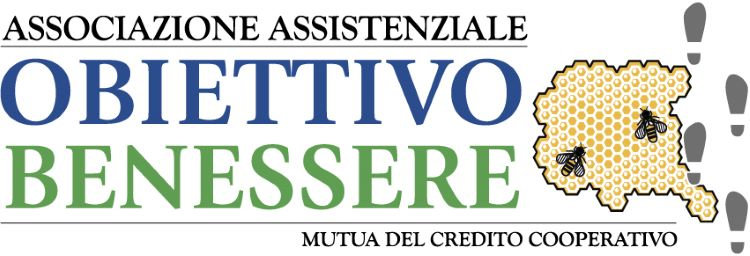 ASSOCIAZIONE ASSISTENZIALE
OBIETTIVO
BENESSERE
MUTUA DEL CREDITO COOPERATIVO